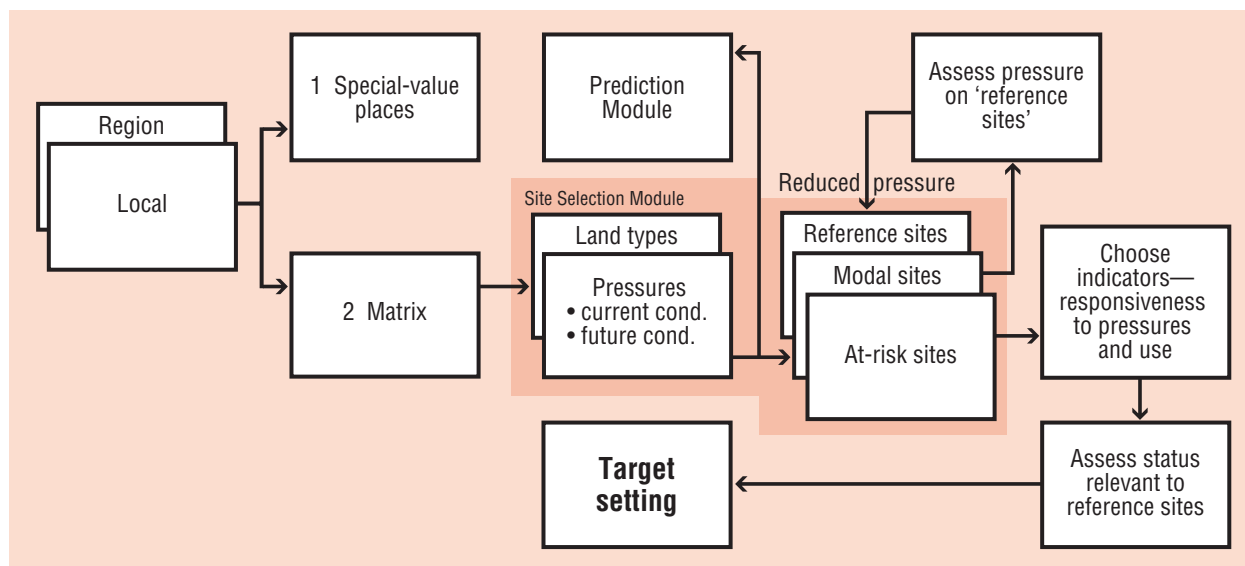 Region
Local
1 Special-value
places
2 Matrix
Prediction
Module
Site Selection Module
Land types
Pressures
• current cond.
• future cond.
Assess pressure
on ‘reference
sites’
Reduced pressure
Reference sites
Modal sites
At-risk sites
Choose
indicators—
responsiveness
to pressures
and use
Assess status
relevant to
reference sites
Target
setting